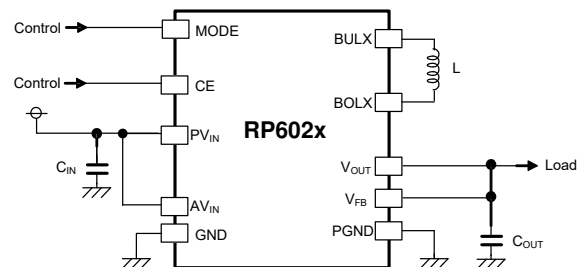 Control MODE BULX
L
Control CE BOLX
RP602x
PVIN
CIN VOUT Load
AVIN VFB
GND PGND COUT